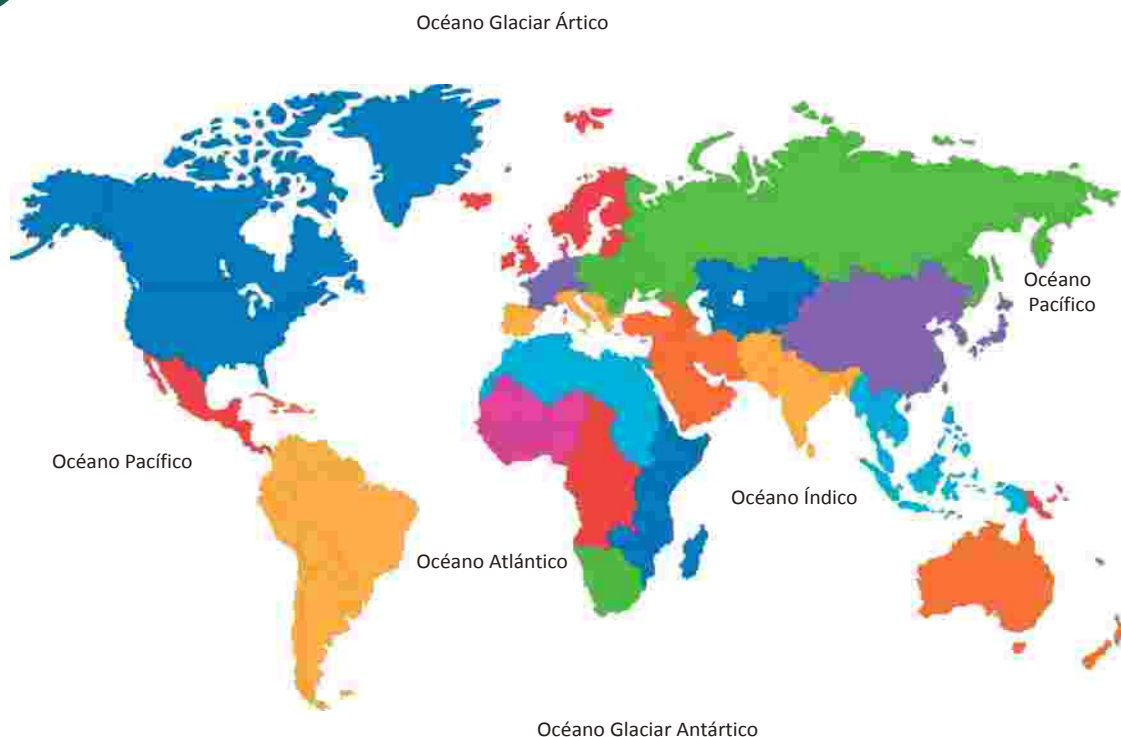 Océano Glaciar Ártico
Océano
Pacífico
Océano Pacífico
Océano Índico
Océano Atlántico
Océano Glaciar Antártico